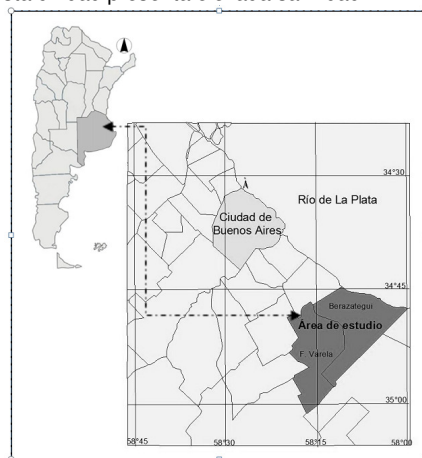 34°30
Río de La Plata
Ciudad de
Buenos Aires
34°45
Berazategui
Área de estudio
F. Varela
35°00
58°45
58°30
58°15
58°00